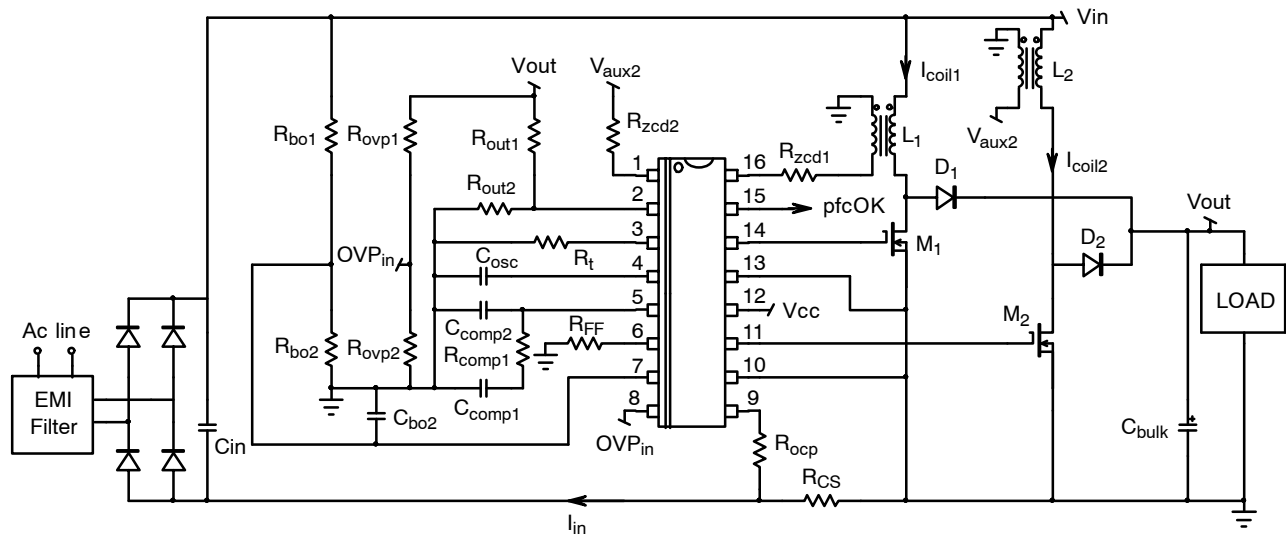 Vin
Vout
Vaux2
Icoil1
L2
Rbo1
Rovp1
Rout1
Rzcd2
L1
Vaux2
Rzcd1
Icoil2
D1
1
16
Rout2
2
15
pfcOK
Vout
3
14
M1
OVPin
Rt
D2
Cosc
4
13
LOAD
5
12
Vcc
Ac line
Rbo2
Rovp2
Ccomp2
RFF
M2
Rcomp1
6
11
EMI
Filter
7
10
Ccomp1
Cbo2
8
9
Cin
OVPin
Rocp
Cbulk
+
RCS
Iin